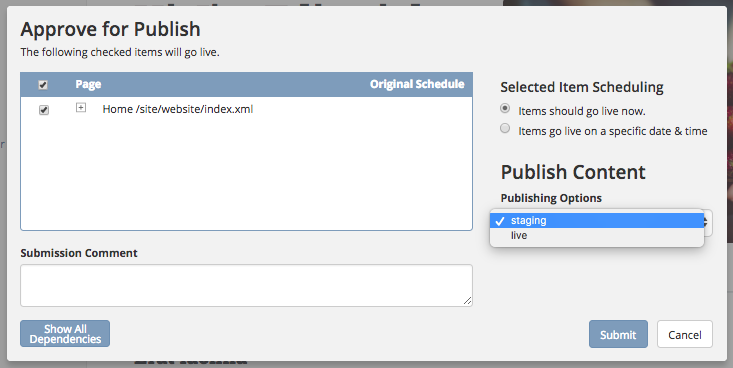 Approve for Publish
The following checked items will go live.
Page Original Schedule
Home /site/website/index.xml
Selected Item Scheduling
Items should go live now.
Items go live on a specific date & time
Publish Content
Publishing Options
staging
live
Submission Comment
Show All
Dependencies
Submit Cancel